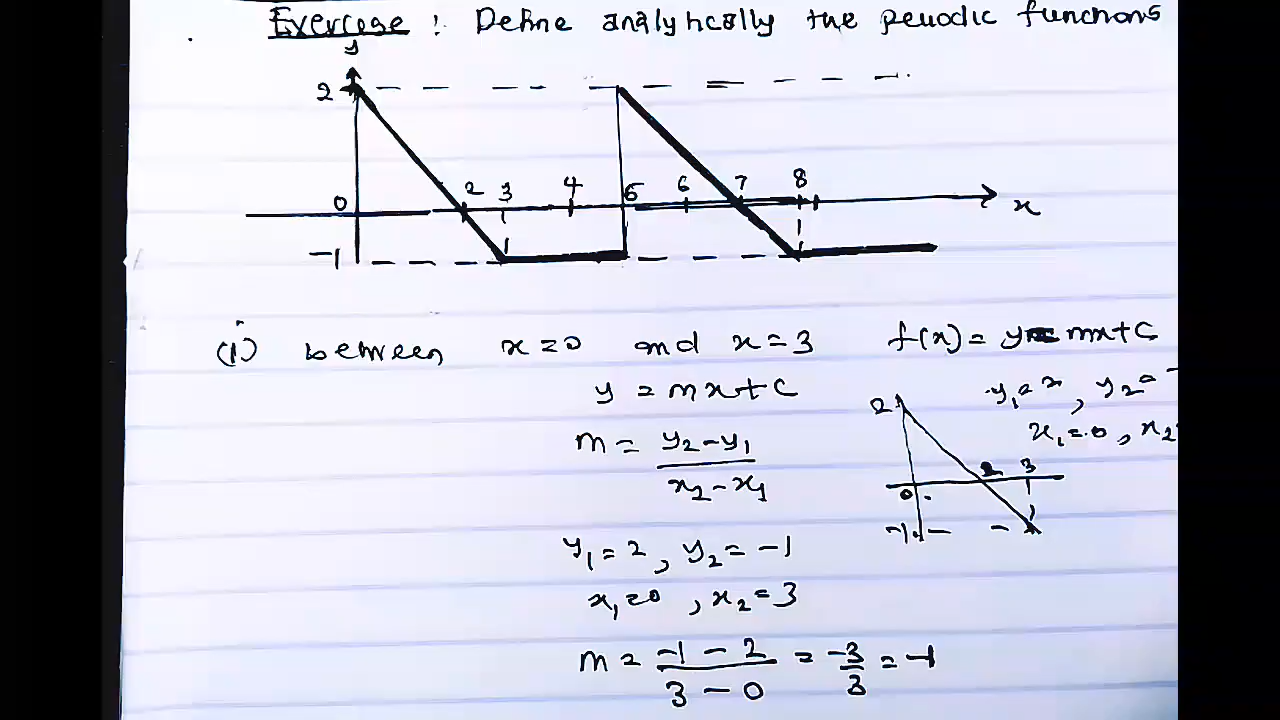 Exercise : Define analytically the periodic functions
y
2
0 2 3 4 5 6 7 8
x
-1
(i) between x=0 and x=3 f(x)= y= mx+c
y = mx+c
2 y₁= 2, y₂=
m = y₂-y₁ / x₂-x₁
x₁=0, x₂
2 3
0
-1
y₁=2, y₂=-1
x₁=0, x₂=3
m = -1-2 / 3-0 = -3/3 = -1